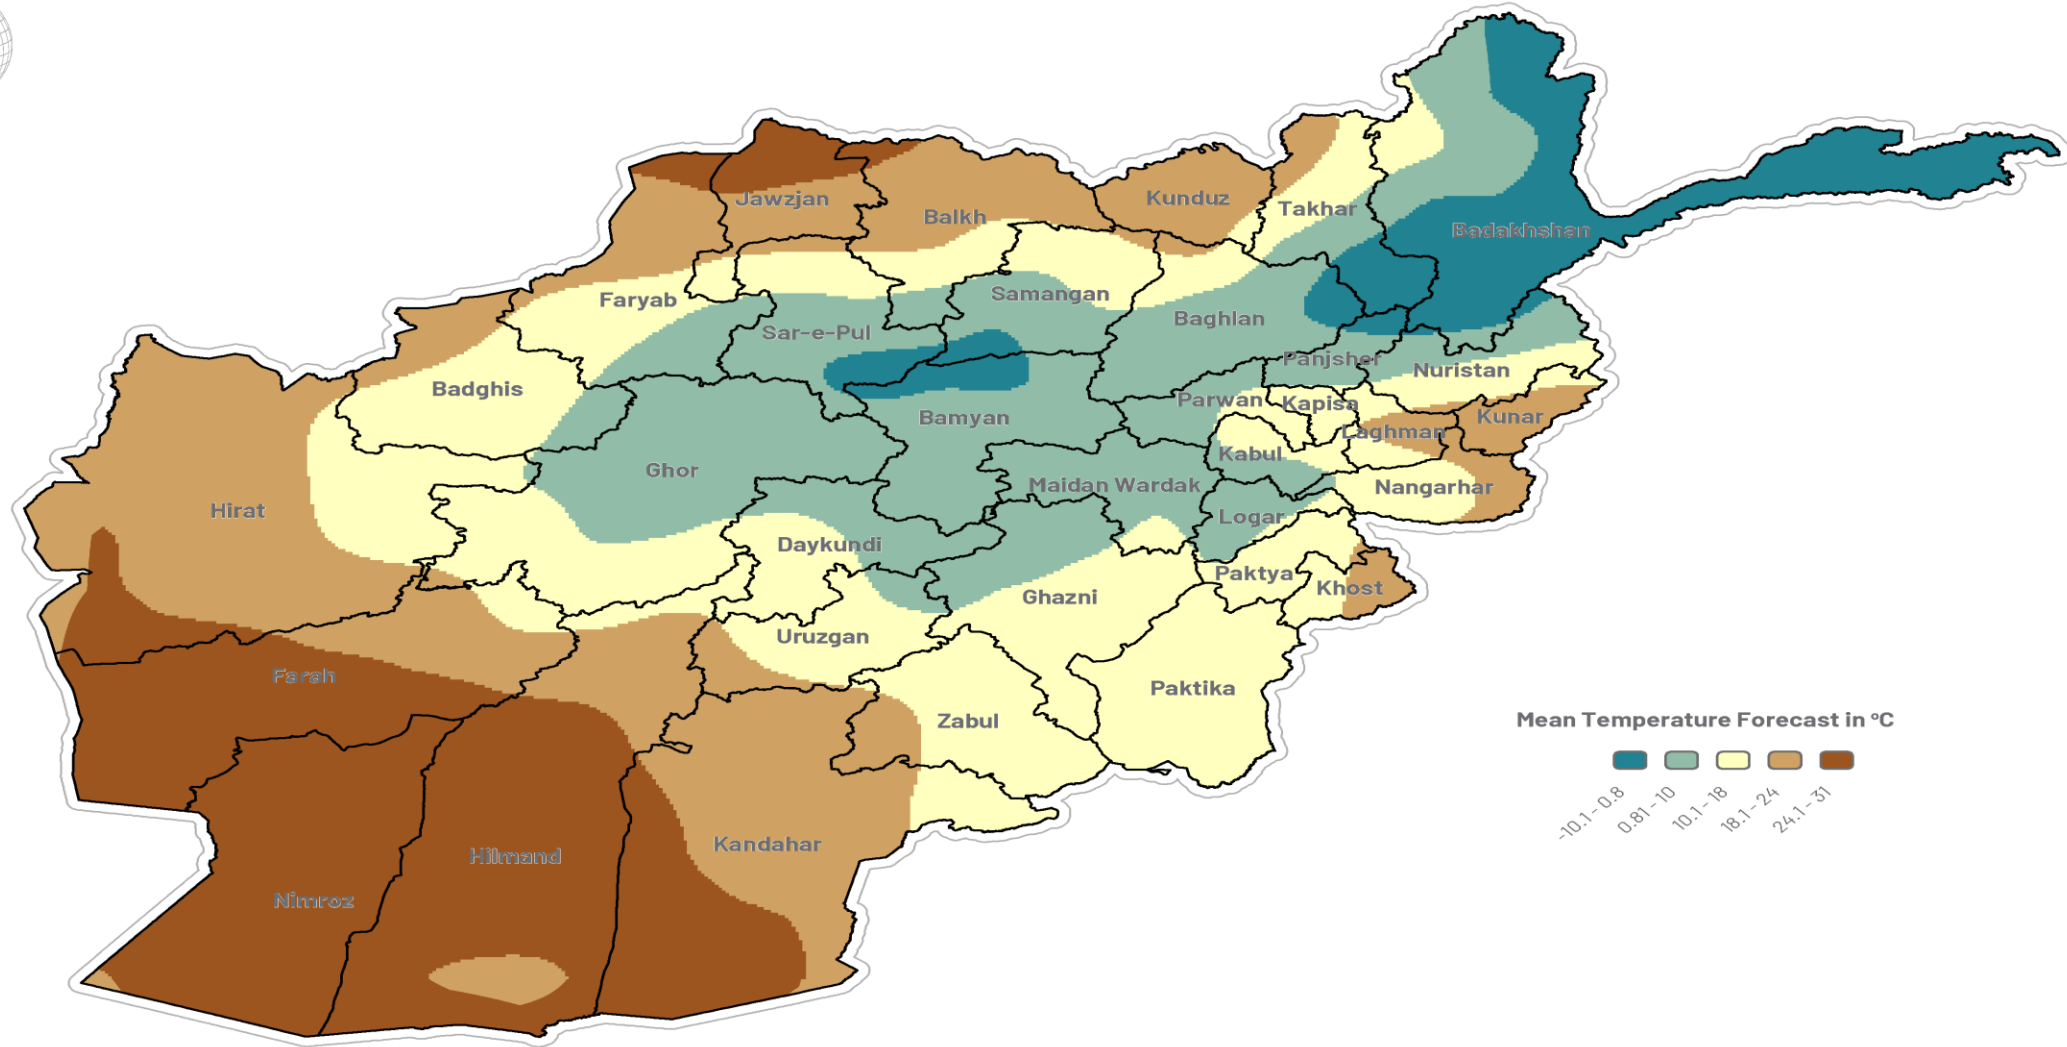 Jawzjan
Balkh
Kunduz
Takhar
Badakhshan
Faryab
Samangan
Sar-e-Pul
Baghlan
Panjsher
Nuristan
Badghis
Parwan
Kapisa
Bamyan
Kunar
Laghman
Kabul
Ghor
Maidan Wardak
Nangarhar
Hirat
Logar
Daykundi
Paktya
Khost
Ghazni
Uruzgan
Farah
Paktika
Zabul
Kandahar
Hilmand
Nimroz
Mean Temperature Forecast in °C
-10.1 - 0.8
0.81 - 10
10.1 - 18
18.1 - 24
24.1 - 31